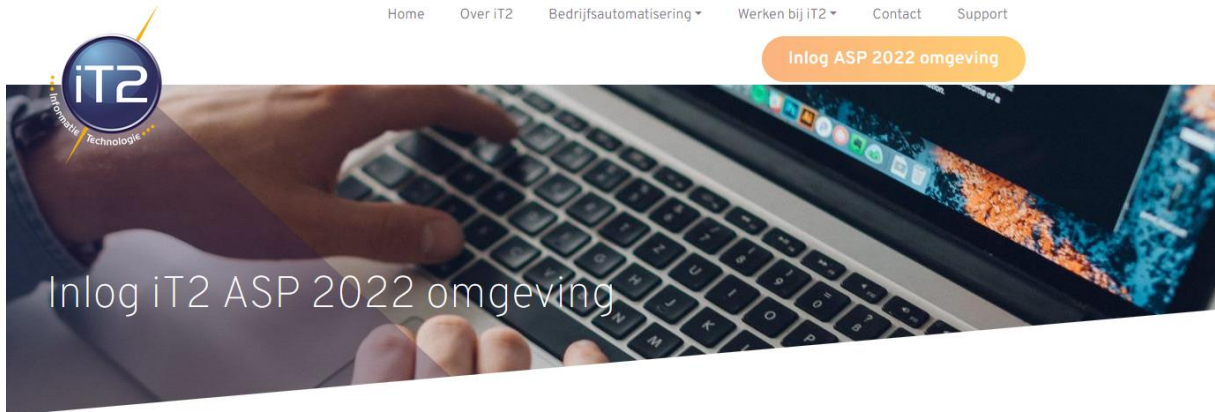 Home Over iT2 Bedrijfsautomatisering Werken bij iT2 Contact Support
Inlog ASP 2022 omgeving
iT2
Informatie Technologie
Inlog iT2 ASP 2022 omgeving